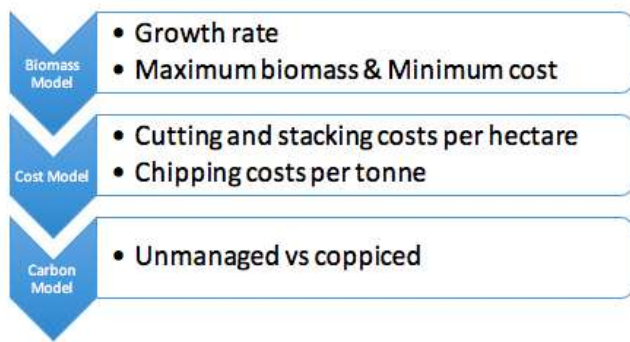 Biomass
Model
• Growth rate
• Maximum biomass & Minimum cost
Cost Model
• Cutting and stacking costs per hectare
• Chipping costs per tonne
Carbon
Model
• Unmanaged vs coppiced